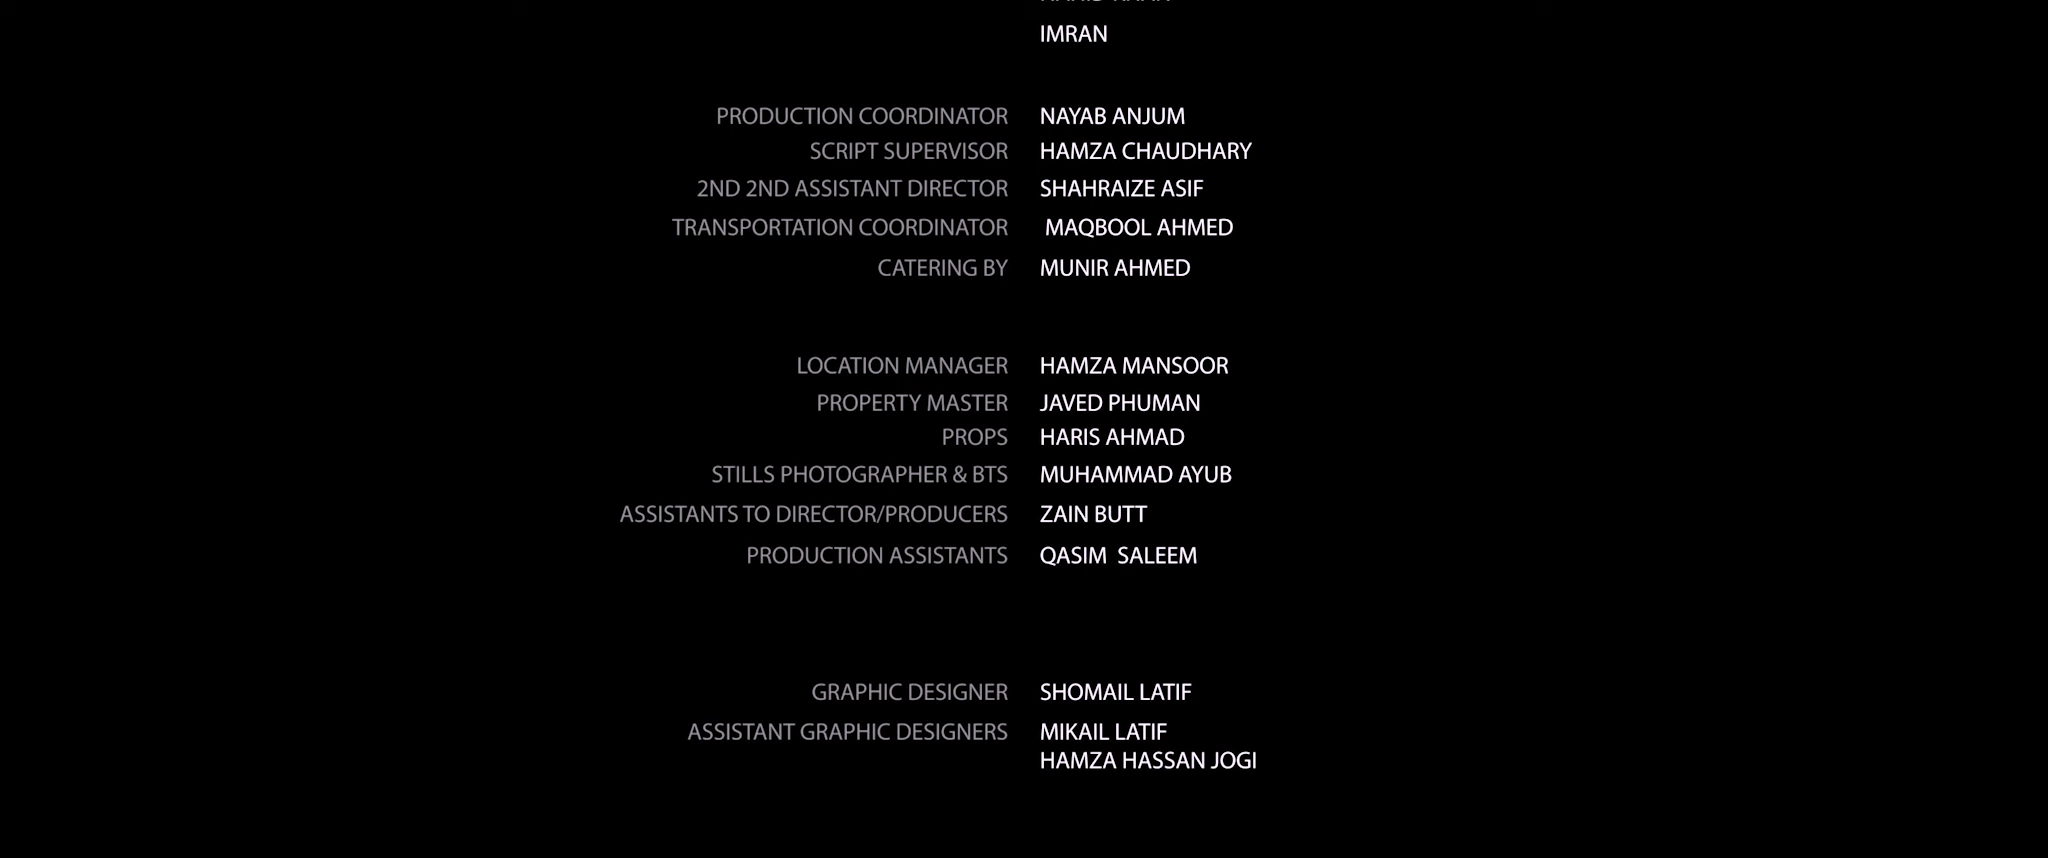 IMRAN
PRODUCTION COORDINATOR NAYAB ANJUM
SCRIPT SUPERVISOR HAMZA CHAUDHARY
2ND 2ND ASSISTANT DIRECTOR SHAHRAIZE ASIF
TRANSPORTATION COORDINATOR MAQBOOL AHMED
CATERING BY MUNIR AHMED
LOCATION MANAGER HAMZA MANSOOR
PROPERTY MASTER JAVED PHUMAN
PROPS HARIS AHMAD
STILLS PHOTOGRAPHER & BTS MUHAMMAD AYUB
ASSISTANTS TO DIRECTOR/PRODUCERS ZAIN BUTT
PRODUCTION ASSISTANTS QASIM  SALEEM
GRAPHIC DESIGNER SHOMAIL LATIF
ASSISTANT GRAPHIC DESIGNERS MIKAIL LATIF
HAMZA HASSAN JOGI